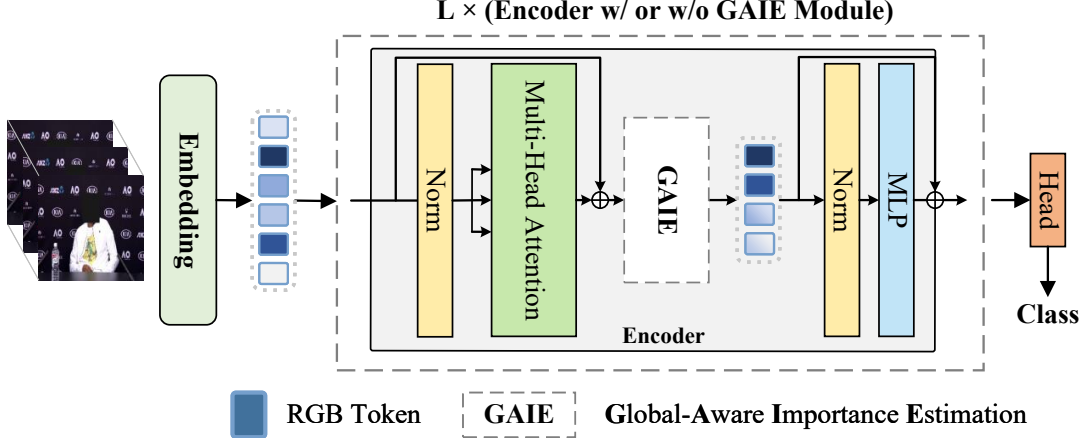 L × (Encoder w/ or w/o GAIE Module)
Embedding
Norm
Multi-Head Attention
GAIE
Norm
MLP
Head
Class
Encoder
RGB Token
GAIE
Global-Aware Importance Estimation